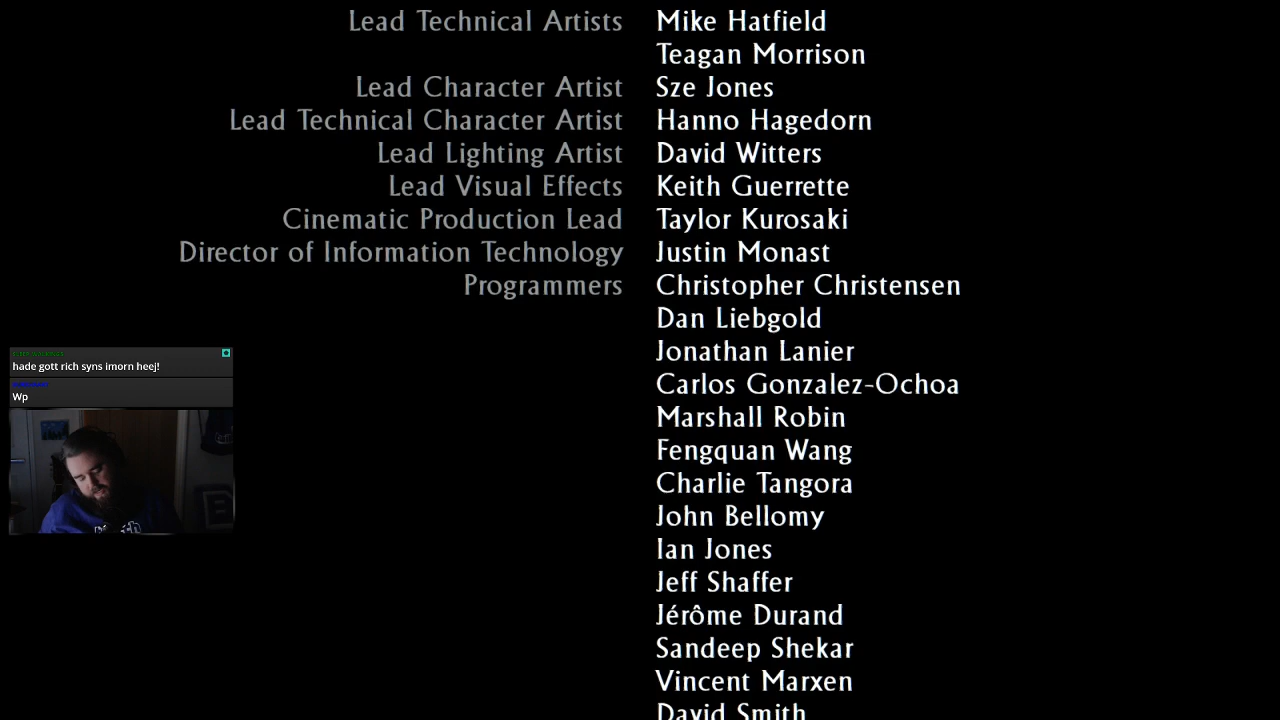 Lead Technical Artists Mike Hatfield
Teagan Morrison
Lead Character Artist Sze Jones
Lead Technical Character Artist Hanno Hagedorn
Lead Lighting Artist David Witters
Lead Visual Effects Keith Guerrette
Cinematic Production Lead Taylor Kurosaki
Director of Information Technology Justin Monast
Programmers Christopher Christensen
Dan Liebgold
Jonathan Lanier
Carlos Gonzalez-Ochoa
Marshall Robin
Fengquan Wang
Charlie Tangora
John Bellomy
Ian Jones
Jeff Shaffer
Jérôme Durand
Sandeep Shekar
Vincent Marxen
David Smith
hade gott rich syns imorn heej!
Wp